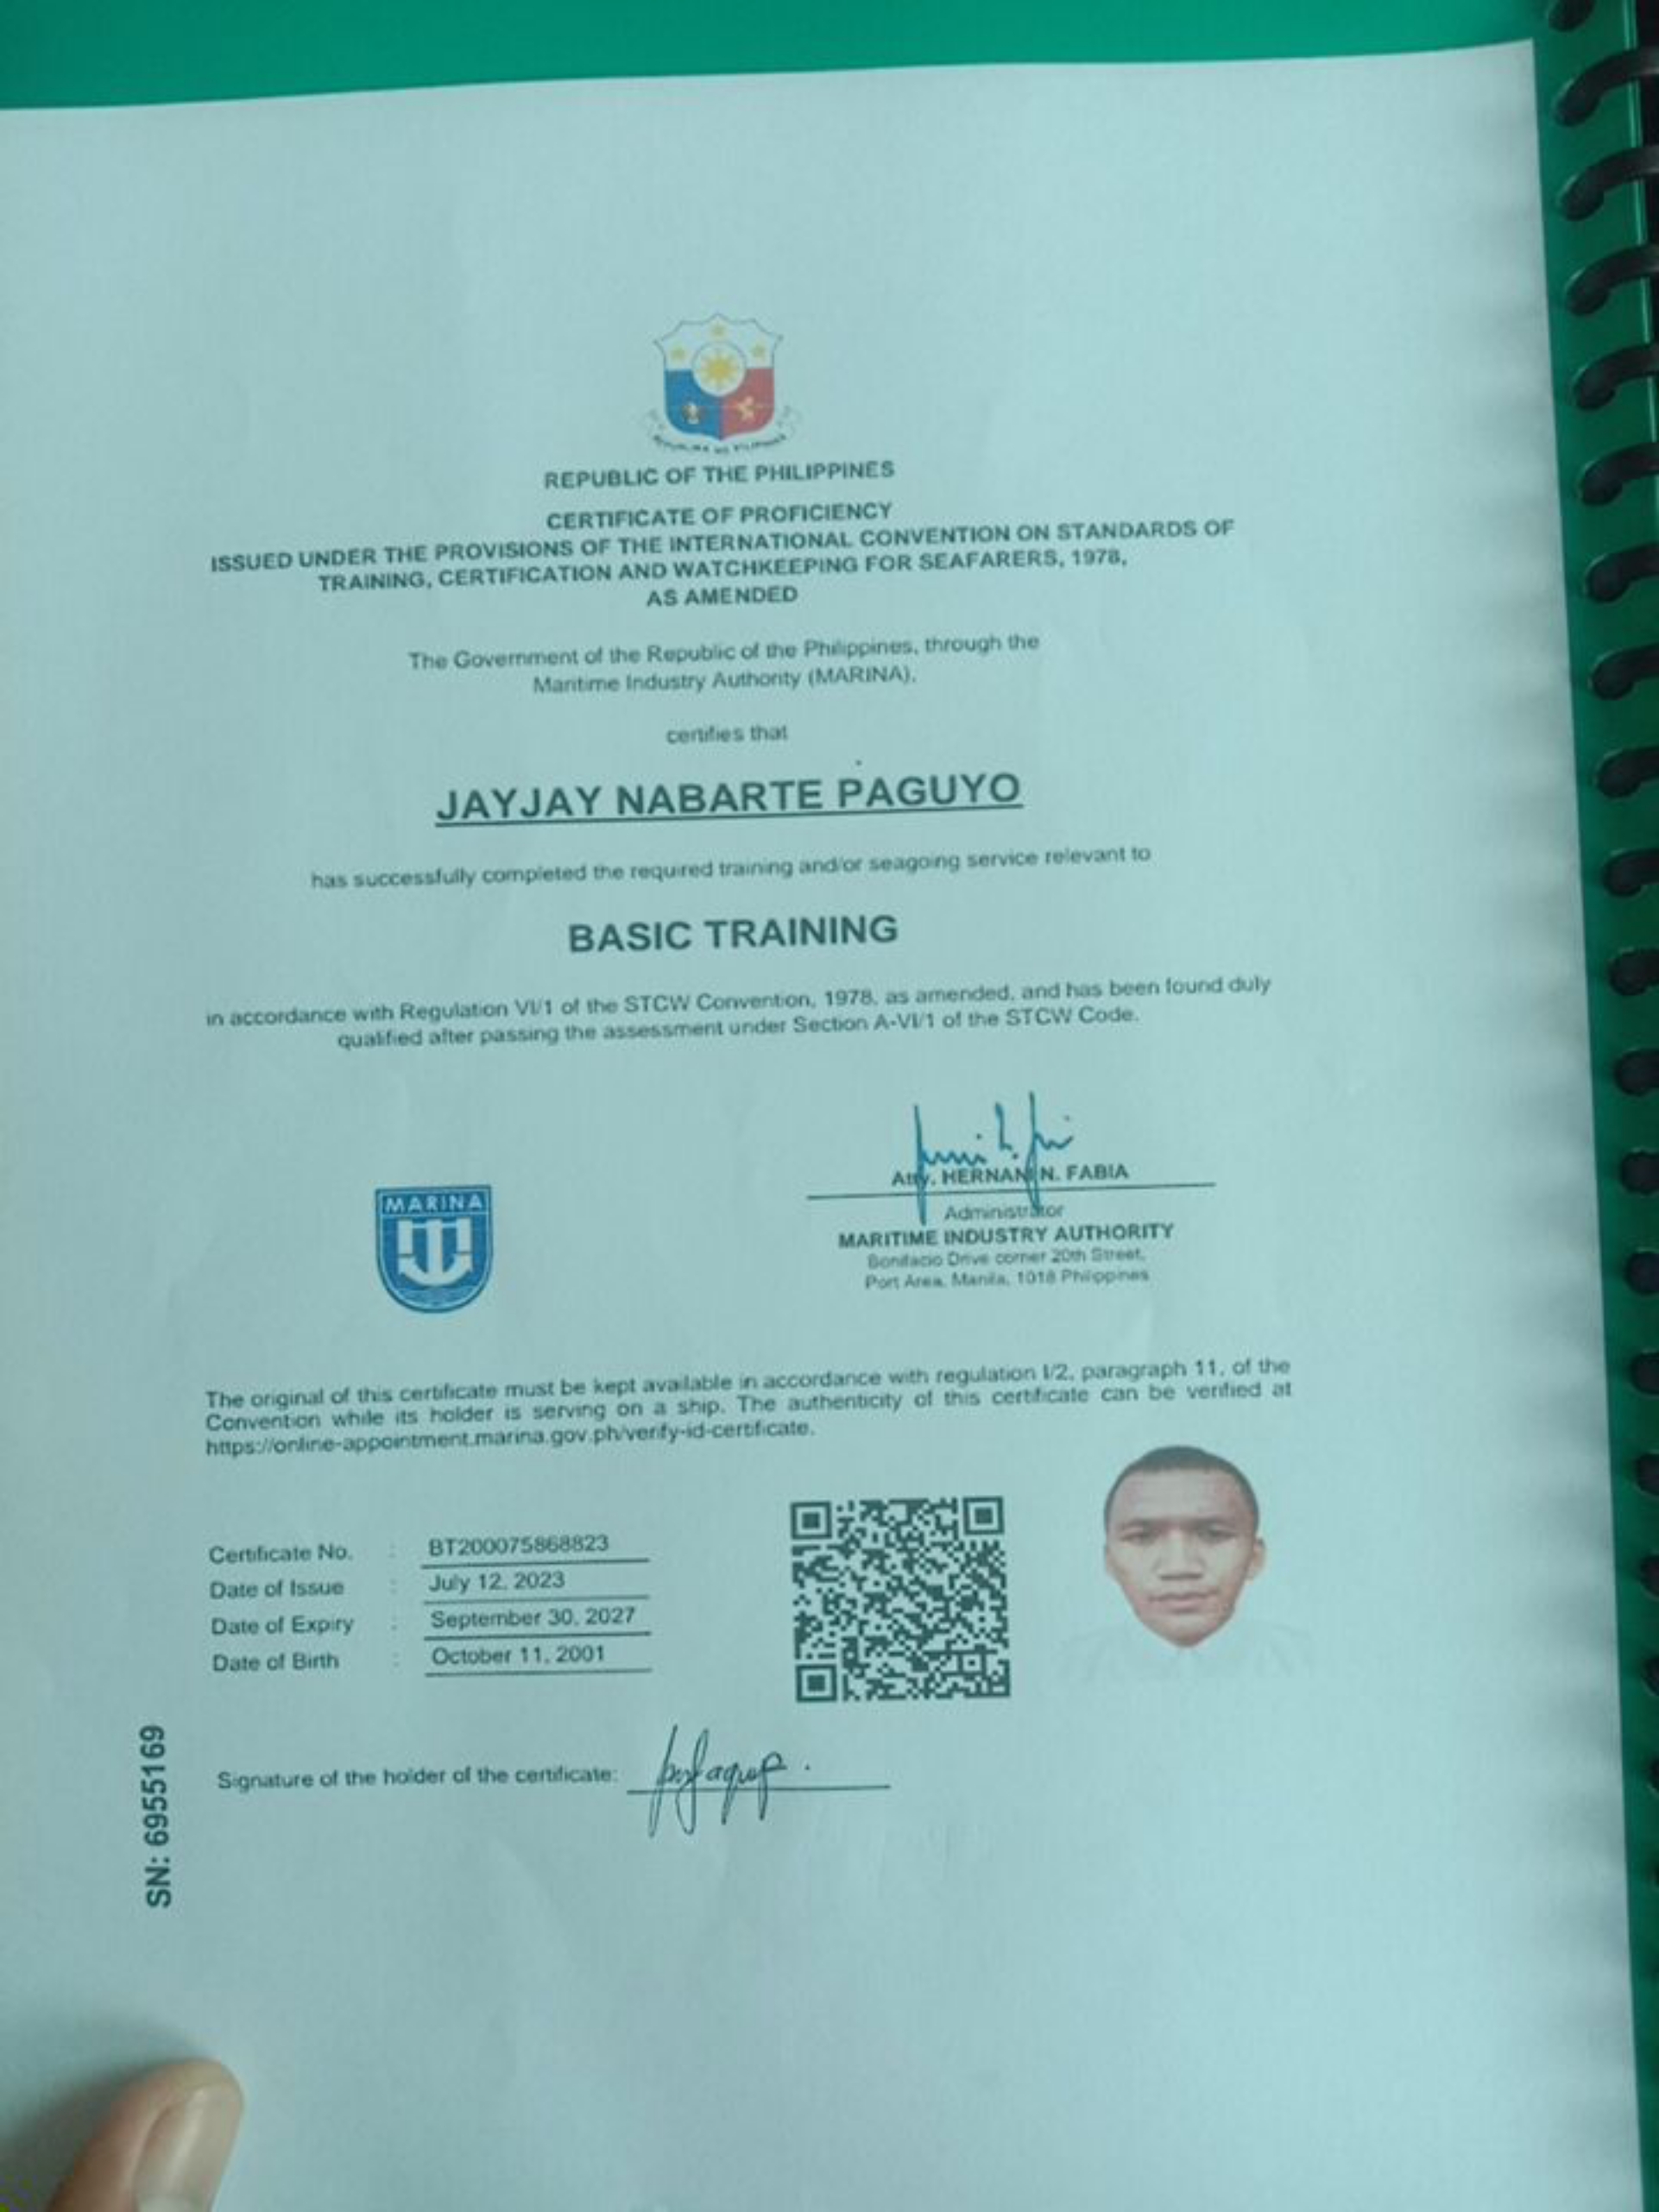 REPUBLIC OF THE PHILIPPINES
CERTIFICATE OF PROFICIENCY
ISSUED UNDER THE PROVISIONS OF THE INTERNATIONAL CONVENTION ON STANDARDS OF
TRAINING, CERTIFICATION AND WATCHKEEPING FOR SEAFARERS, 1978,
AS AMENDED
The Government of the Republic of the Philippines, through the
Maritime Industry Authority (MARINA),
certifies that
JAYJAY NABARTE PAGUYO
has successfully completed the required training and/or seagoing service relevant to
BASIC TRAINING
in accordance with Regulation VI/1 of the STCW Convention, 1978, as amended, and has been found duly
qualified after passing the assessment under Section A-VI/1 of the STCW Code.
MARINA
Atty. HERNANI N. FABIA
Administrator
MARITIME INDUSTRY AUTHORITY
Bonifacio Drive corner 20th Street,
Port Area, Manila, 1018 Philippines
The original of this certificate must be kept available in accordance with regulation I/2, paragraph 11, of the
Convention while its holder is serving on a ship. The authenticity of this certificate can be verified at
https://online-appointment.marina.gov.ph/verify-id-certificate.
Certificate No. : BT200075868823
Date of Issue : July 12, 2023
Date of Expiry : September 30, 2027
Date of Birth : October 11, 2001
Signature of the holder of the certificate:
SN: 6955169